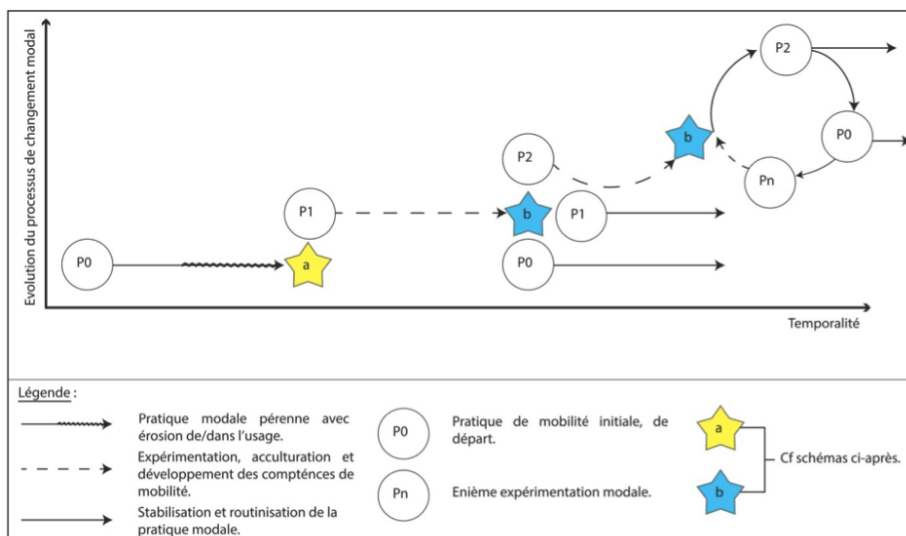 Evolution du processus de changement modal
P2
P0
b
Pn
P2
P1
b
P1
P0
a
P0
Temporalité
Légende :
Pratique modale pérenne avec
érosion de/dans l'usage.
Expérimentation, acculturation et
développement des compténces de
mobilité.
Stabilisation et routinisation de la
pratique modale.
P0
Pratique de mobilité initiale, de
départ.
Pn
Enième expérimentation modale.
a
b
Cf schémas ci-après.